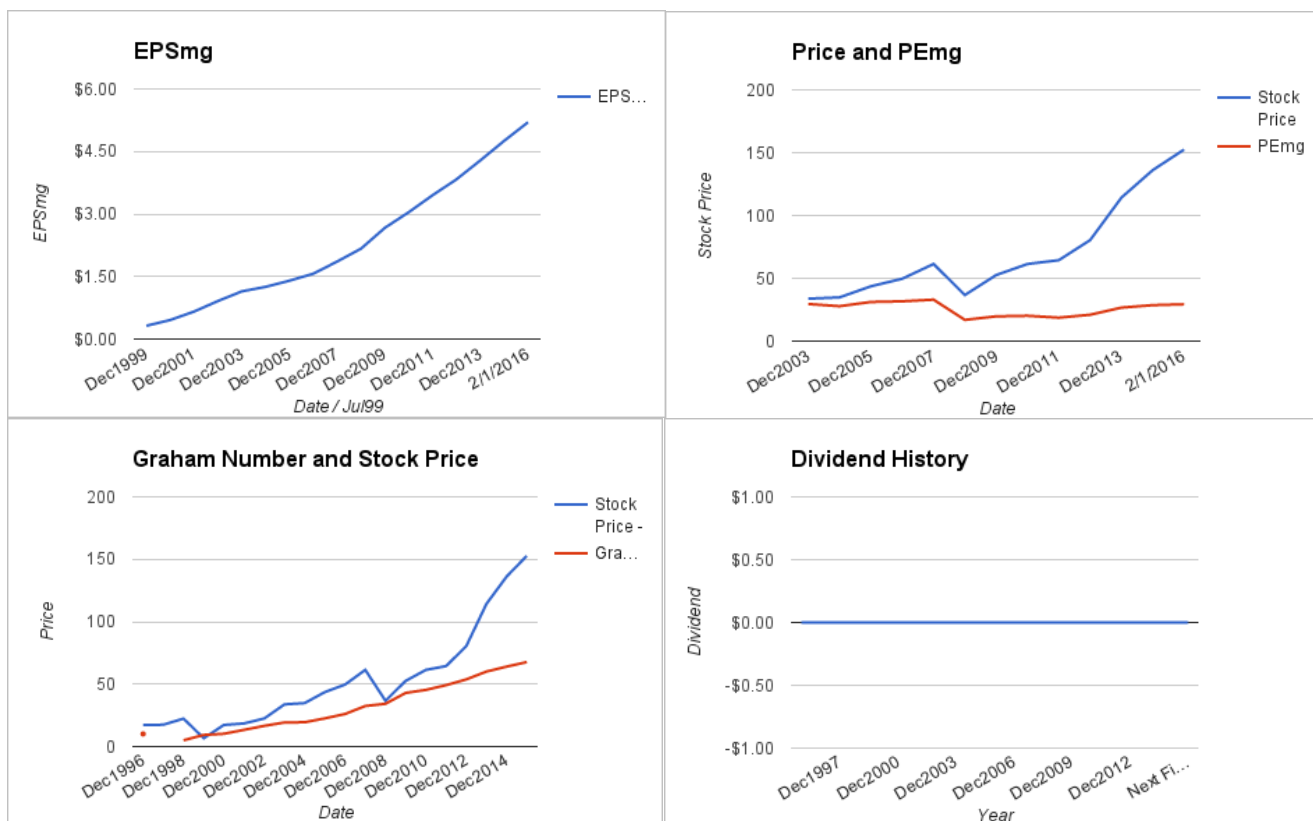 EPSmg
$6.00
$4.50
$3.00
$1.50
$0.00
EPSmg
EPS...
Dec1999
Dec2001
Dec2003
Dec2005
Dec2007
Dec2009
Dec2011
Dec2013
2/1/2016
Date / Jul99
Price and PEmg
200
150
100
50
0
Stock Price
Stock
Price
PEmg
Dec2003
Dec2005
Dec2007
Dec2009
Dec2011
Dec2013
2/1/2016
Date
Graham Number and Stock Price
200
150
100
50
0
Price
Stock
Price -
Gra...
Dec1996
Dec1998
Dec2000
Dec2002
Dec2004
Dec2006
Dec2008
Dec2010
Dec2012
Dec2014
Date
Dividend History
$1.00
$0.50
$0.00
-$0.50
-$1.00
Dividend
Dec1997
Dec2000
Dec2003
Dec2006
Dec2009
Dec2012
Next Fi...
Year